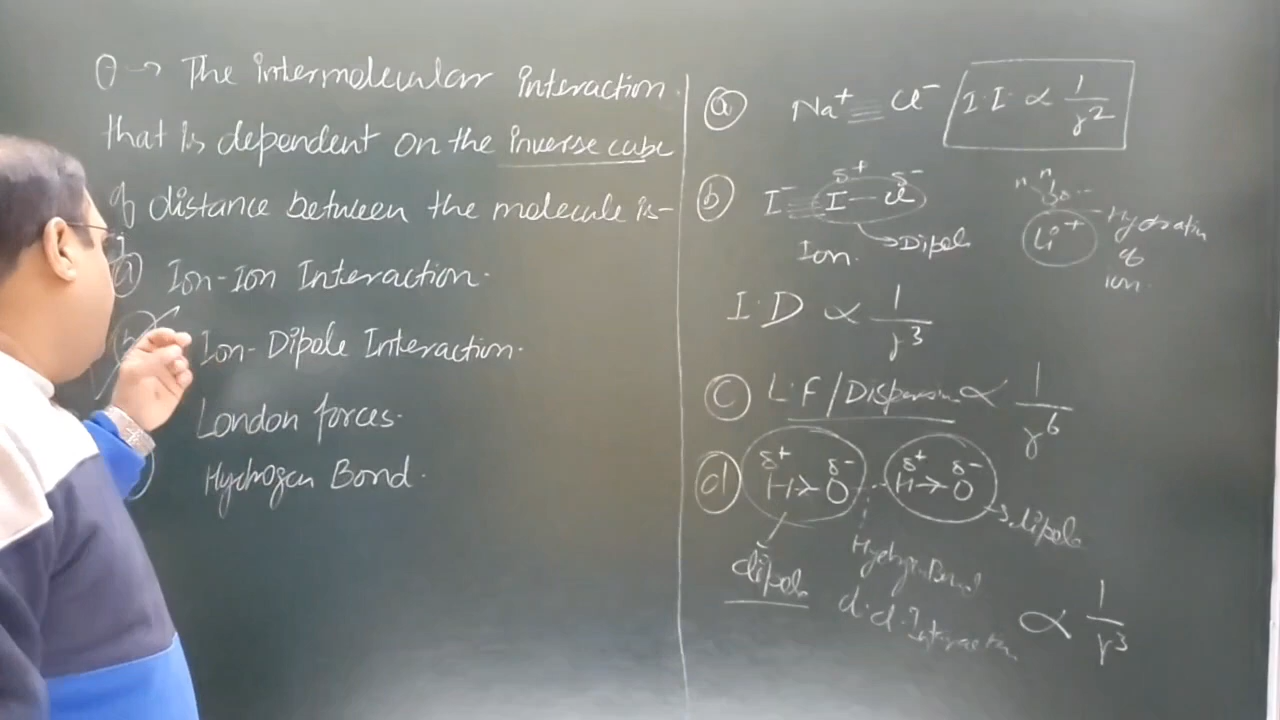 Q → The intermolecular interaction
that is dependent on the inverse cube
of distance between the molecule is-
a) Ion-Ion Interaction.
Ion-Dipole Interaction.
London forces.
Hydrogen Bond.
a) Na⁺ Cl⁻ I.I. ∝ 1/r²
b) I⁻ I — Cl δ⁺ δ⁻
Ion. → Dipole
Li⁺ Hydration of ion.
I.D ∝ 1/r³
c) L.F/Dispersion ∝ 1/r⁶
d) δ⁺ δ⁻ δ⁺ δ⁻
H → O --- H → O
dipole
dipole
Hydrogen Bond
d.d. Interaction ∝ 1/r³